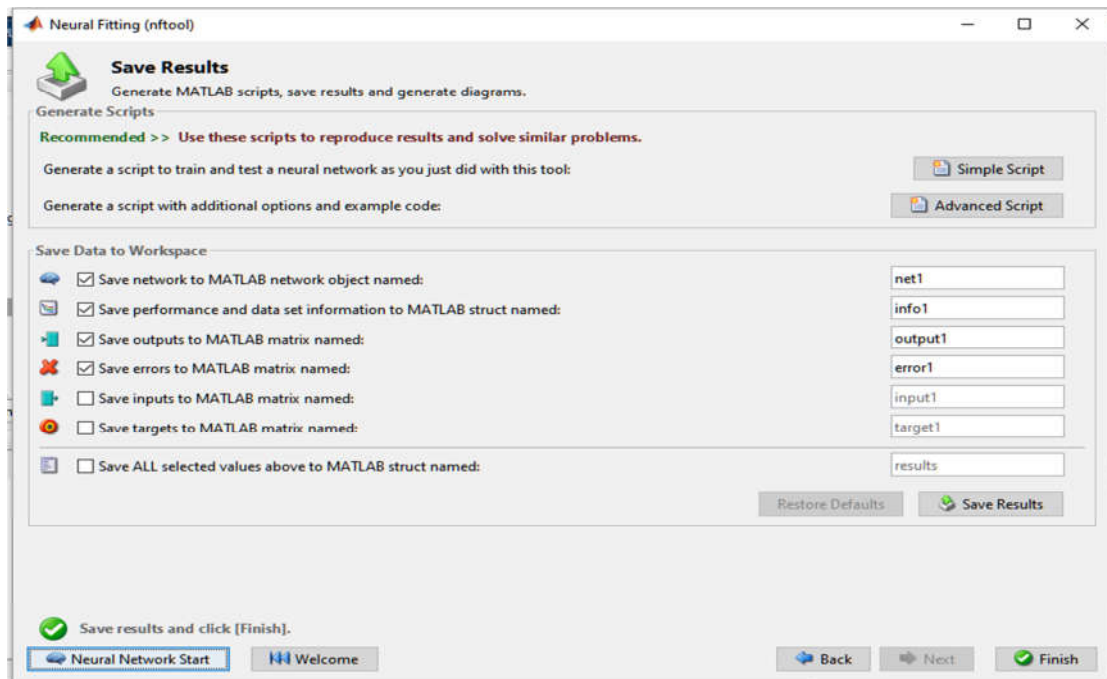 Neural Fitting (nftool)
Save Results
Generate MATLAB scripts, save results and generate diagrams.
Generate Scripts
Recommended >> Use these scripts to reproduce results and solve similar problems.
Generate a script to train and test a neural network as you just did with this tool:
Simple Script
Generate a script with additional options and example code:
Advanced Script
Save Data to Workspace
Save network to MATLAB network object named:
net1
Save performance and data set information to MATLAB struct named:
info1
Save outputs to MATLAB matrix named:
output1
Save errors to MATLAB matrix named:
error1
Save inputs to MATLAB matrix named:
input1
Save targets to MATLAB matrix named:
target1
Save ALL selected values above to MATLAB struct named:
results
Restore Defaults
Save Results
Save results and click [Finish].
Neural Network Start
Welcome
Back
Next
Finish